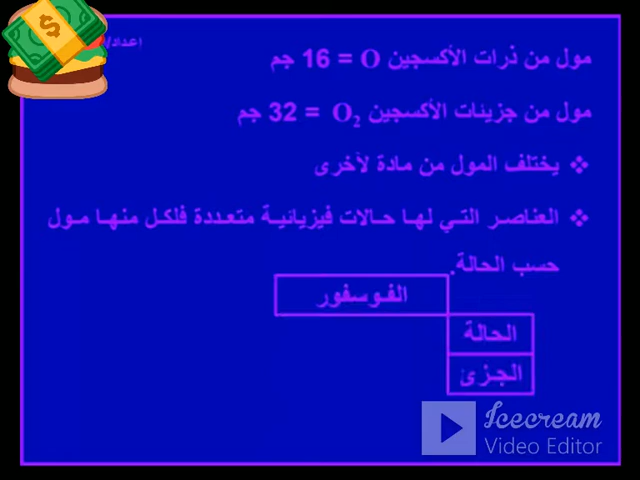 إعداد/
مول من ذرات الأكسجين O = 16 جم
مول من جزيئات الأكسجين O2 = 32 جم
❖ يختلف المول من مادة لأخرى
❖ العناصر التي لها حالات فيزيائية متعددة فلكل منها مول
حسب الحالة.
الفوسفور
الحالة
الجزئ
Icecream
Video Editor